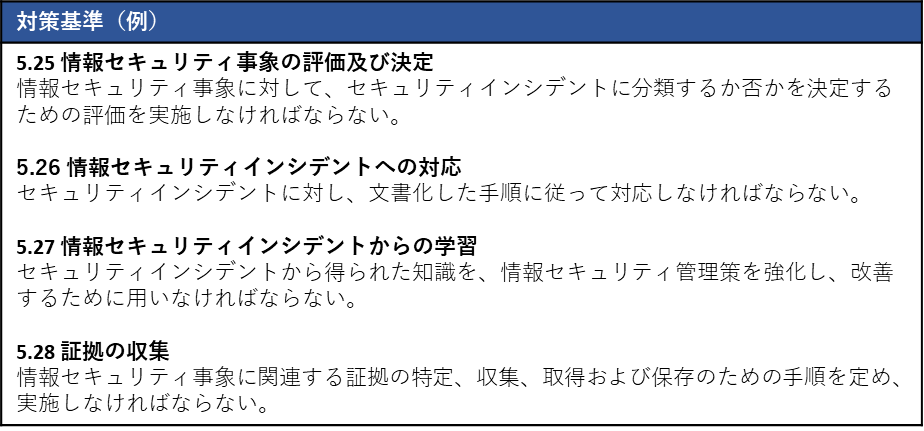 対策基準（例）
5.25 情報セキュリティ事象の評価及び決定
情報セキュリティ事象に対して、セキュリティインシデントに分類するか否かを決定する
ための評価を実施しなければならない。
5.26 情報セキュリティインシデントへの対応
セキュリティインシデントに対し、文書化した手順に従って対応しなければならない。
5.27 情報セキュリティインシデントからの学習
セキュリティインシデントから得られた知識を、情報セキュリティ管理策を強化し、改善
するために用いなければならない。
5.28 証拠の収集
情報セキュリティ事象に関連する証拠の特定、収集、取得および保存のための手順を定め、
実施しなければならない。